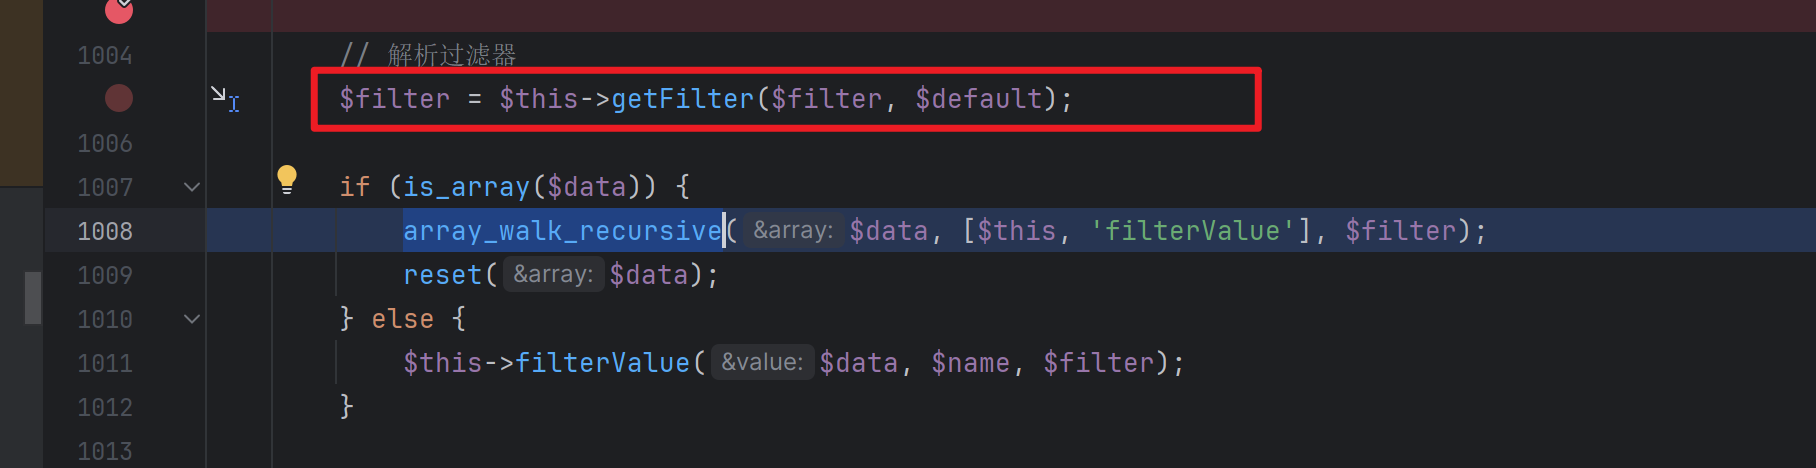 1004 // 解析过滤器
$filter = $this->getFilter($filter, $default);
1006
1007 if (is_array($data)) {
1008 array_walk_recursive( &array: $data, [$this, 'filterValue'], $filter);
1009 reset( &array: $data);
1010 } else {
1011 $this->filterValue( &value: $data, $name, $filter);
1012 }
1013